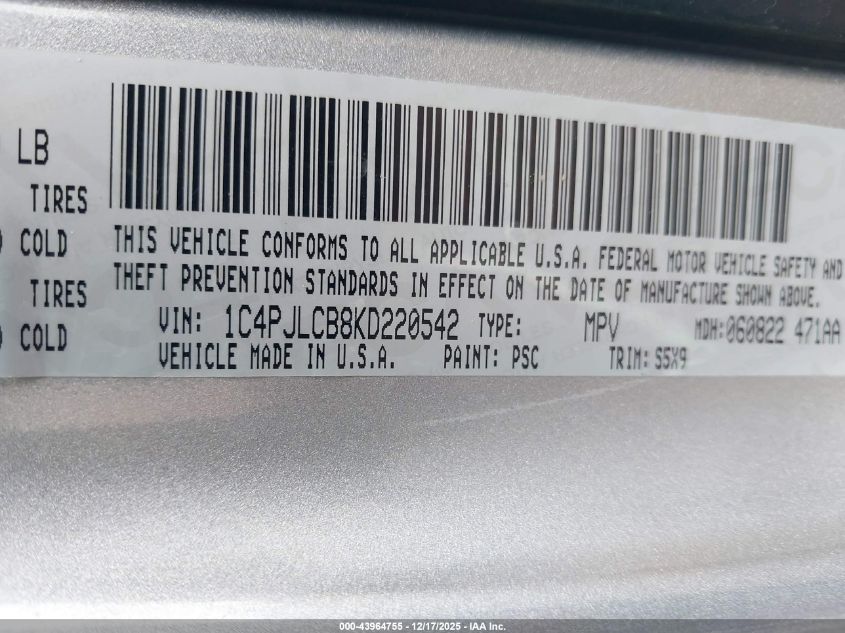 LB
TIRES
COLD
TIRES
COLD
THIS VEHICLE CONFORMS TO ALL APPLICABLE U.S.A. FEDERAL MOTOR VEHICLE SAFETY AND
THEFT PREVENTION STANDARDS IN EFFECT ON THE DATE OF MANUFACTURE SHOWN ABOVE.
VIN: 1C4PJLCB8KD220542 TYPE: MPV MDH:060822 471AA
VEHICLE MADE IN U.S.A. PAINT: PSC TRIM: S5X9
000-43964755 - 12/17/2025 - IAA Inc.